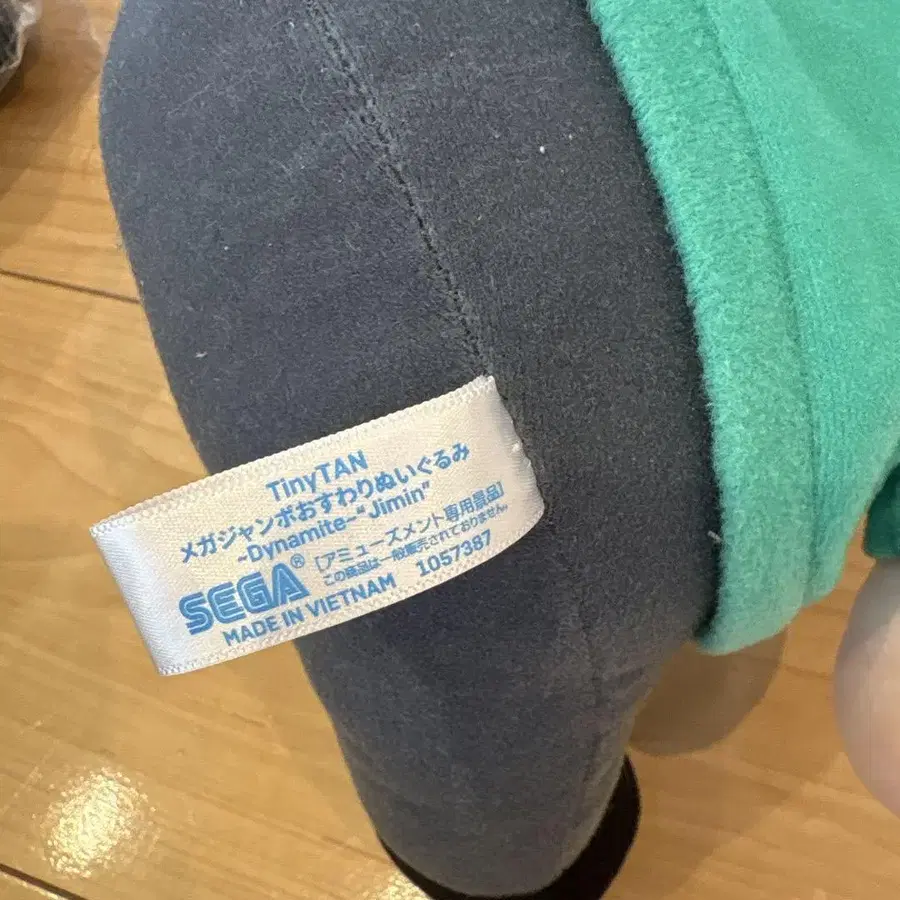 TinyTAN
メガジャンボおすわりぬいぐるみ
-Dynamite-"Jimin"
SEGA®
[アミューズメント専用景品]
この商品は一般販売されておりません。
MADE IN VIETNAM 1057387